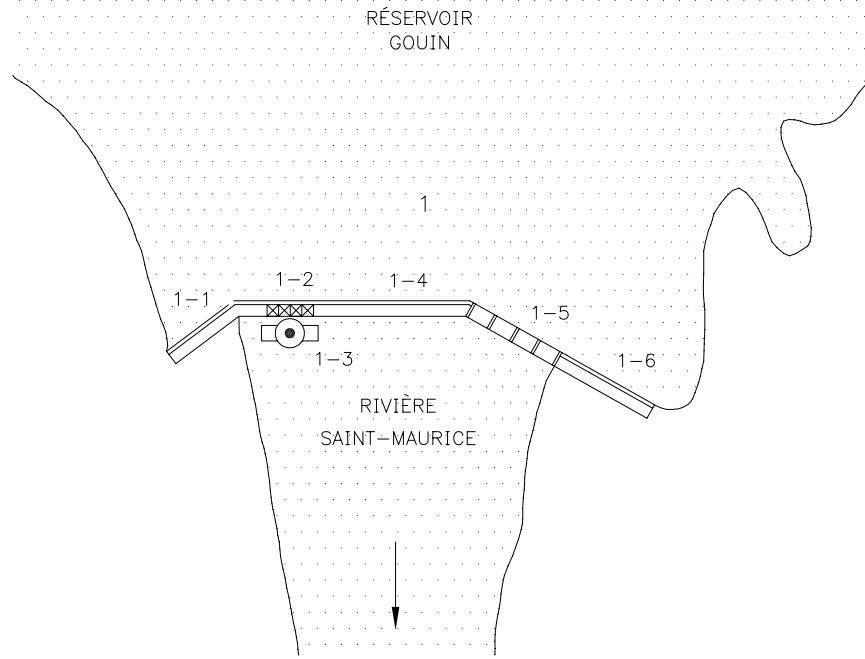 RÉSERVOIR
GOUIN
1
1-2
1-4
1-1
1-5
1-3
1-6
RIVIÈRE
SAINT-MAURICE